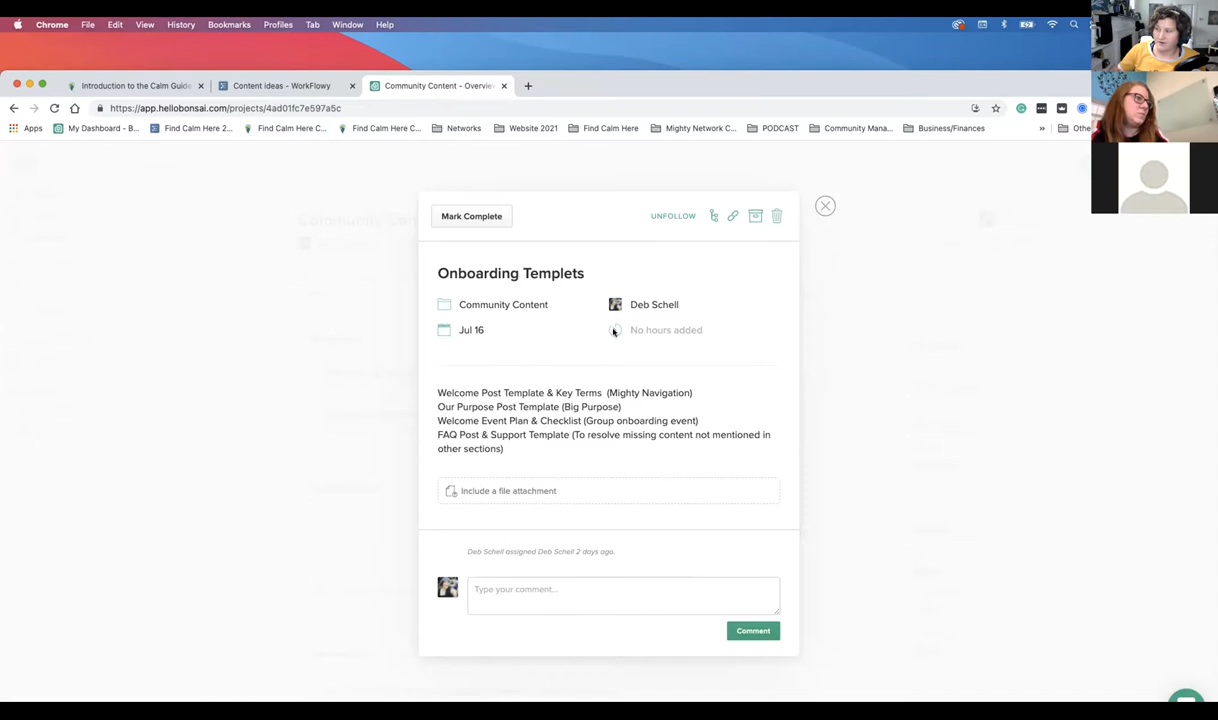 Chrome File Edit View History Bookmarks Profiles Tab Window Help
Introduction to the Calm Guide
Content ideas - WorkFlowy
Community Content - Overvie
https://app.hellobonsai.com/projects/4ad01fc7e597a5c
Apps
My Dashboard - B...
Find Calm Here 2...
Find Calm Here C...
Find Calm Here C...
Networks
Website 2021
Find Calm Here
Mighty Network C...
PODCAST
Community Mana...
Business/Finances
»
Othe
Mark Complete
UNFOLLOW
Onboarding Templets
Community Content
Deb Schell
Jul 16
No hours added
Welcome Post Template & Key Terms (Mighty Navigation)
Our Purpose Post Template (Big Purpose)
Welcome Event Plan & Checklist (Group onboarding event)
FAQ Post & Support Template (To resolve missing content not mentioned in
other sections)
Include a file attachment
Deb Schell assigned Deb Schell 2 days ago.
Type your comment...
Comment